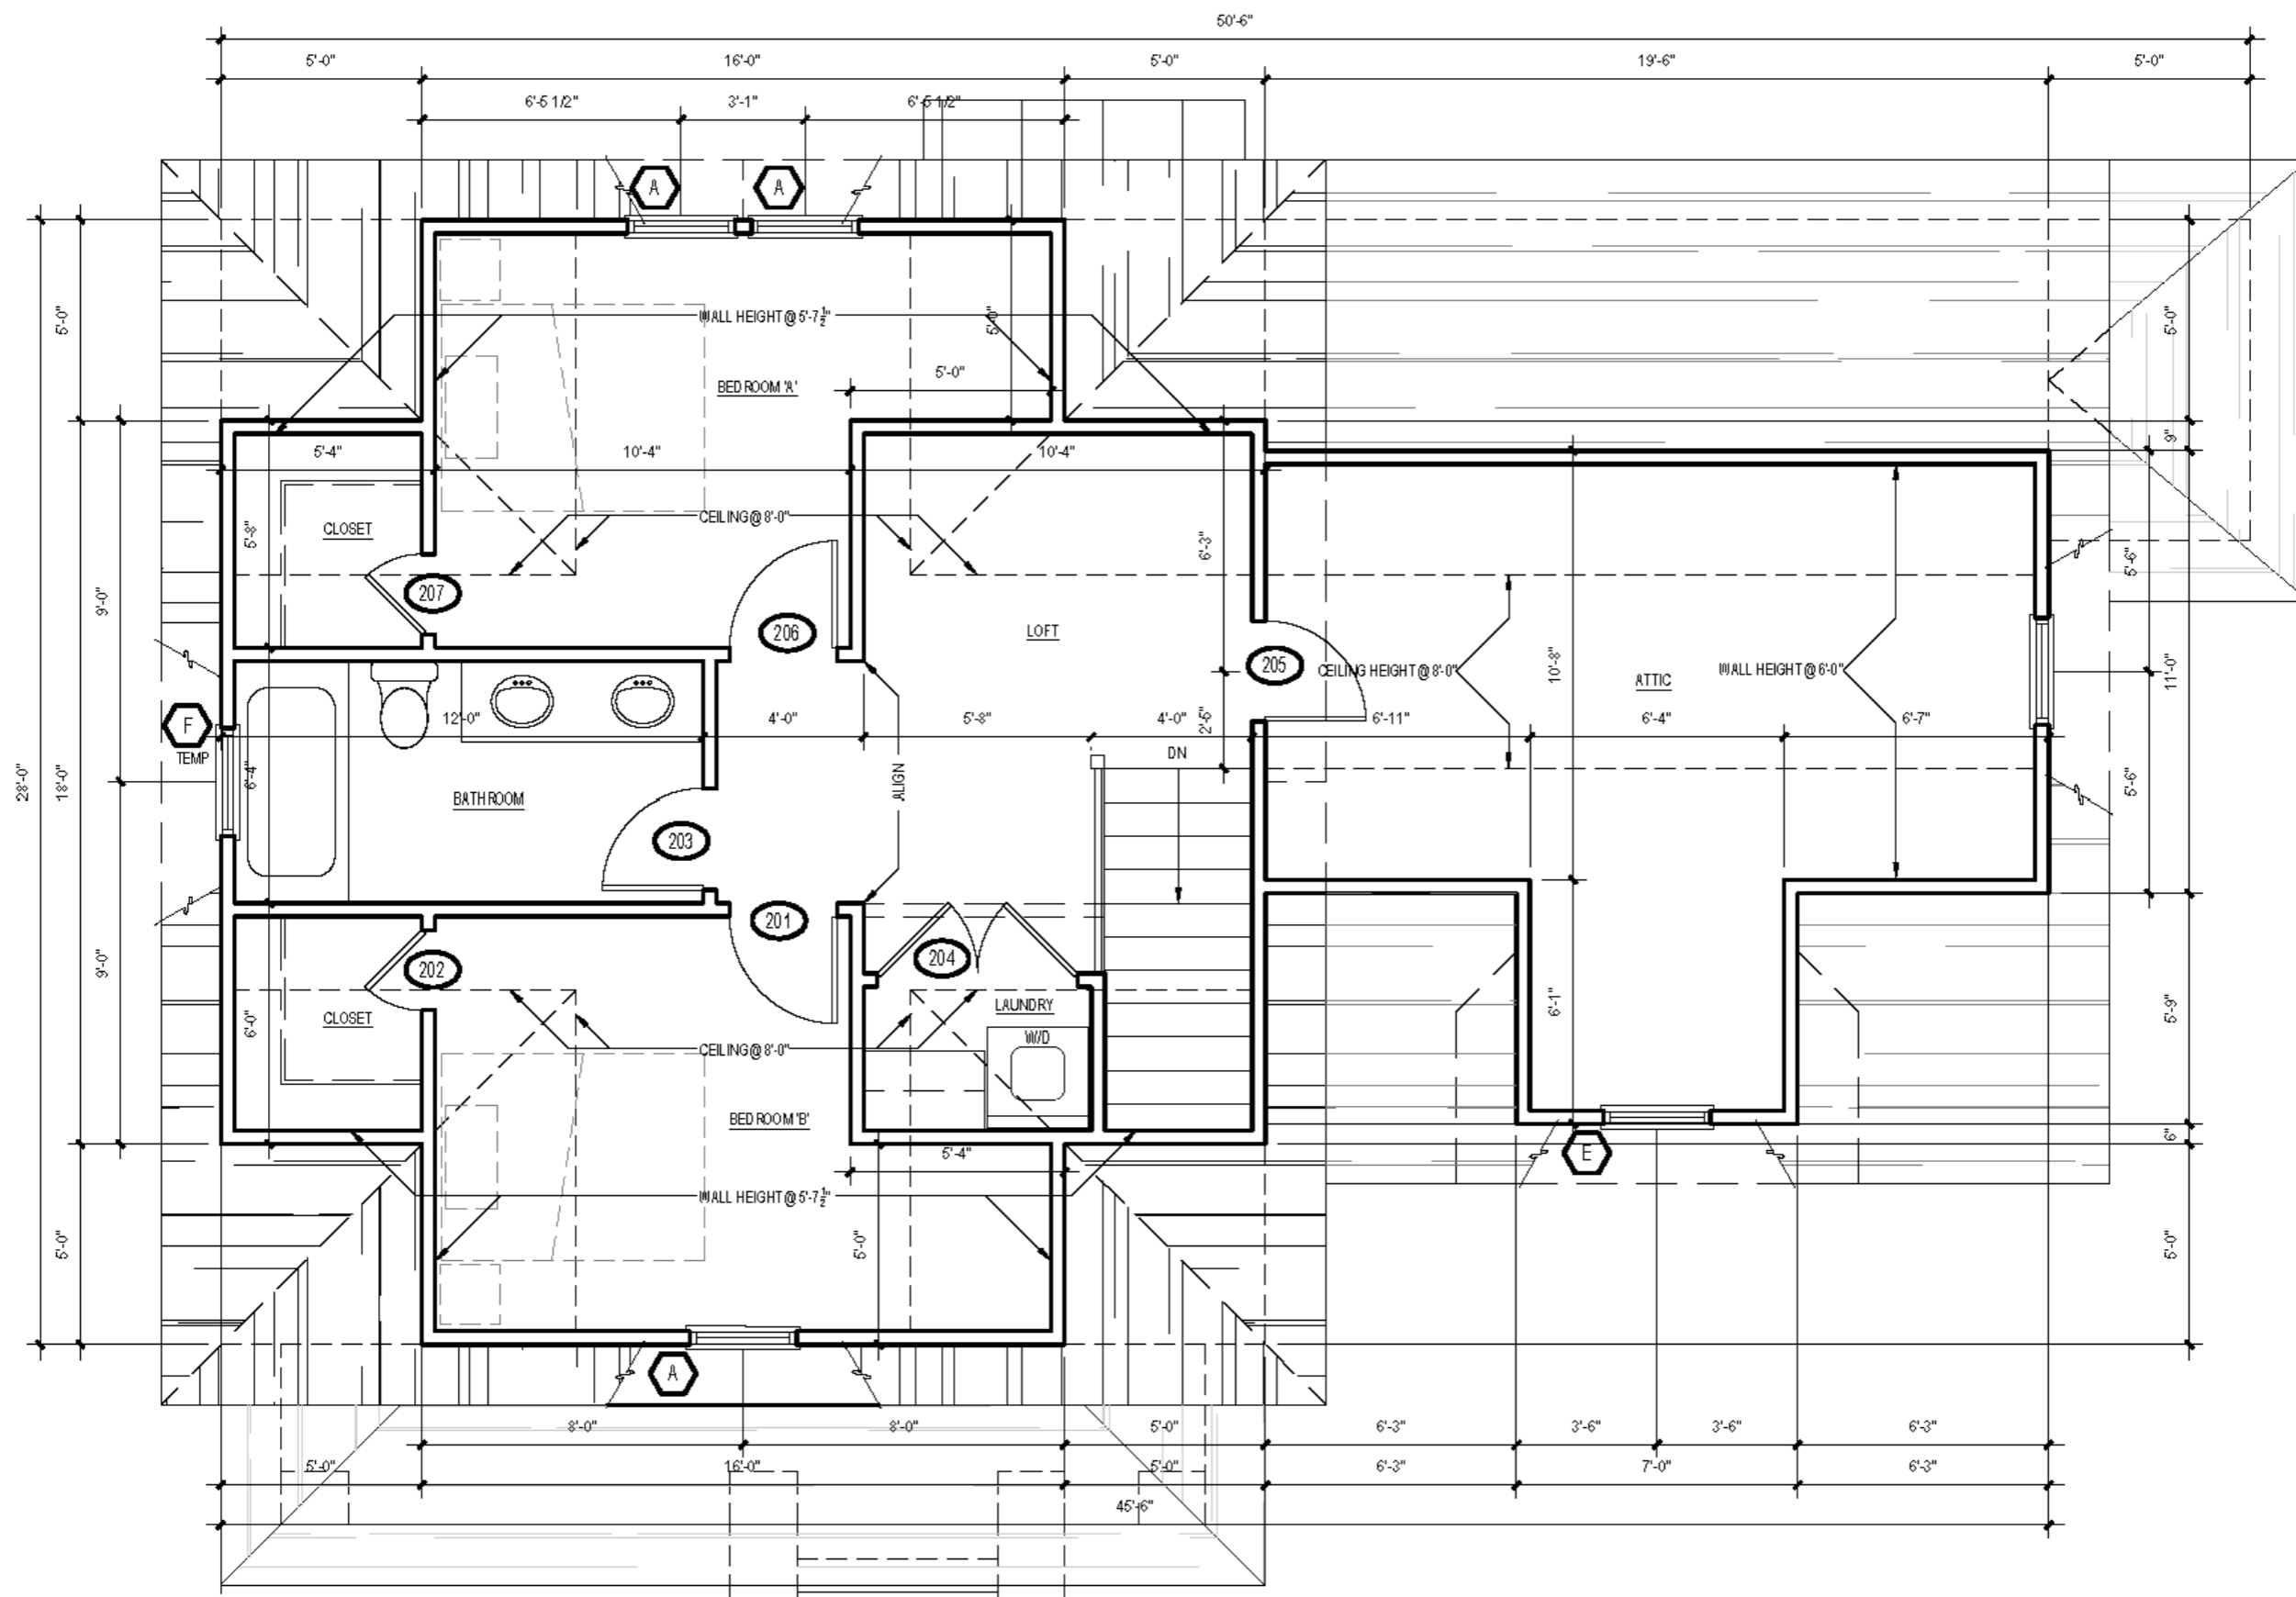 50'-6"
5'-0" 16'-0" 5'-0" 19'-6" 5'-0"
6'-5 1/2" 3'-1" 6'-5 1/2"
A A
WALL HEIGHT @ 5'-7 1/2"
5'-0" 5'-0" 5'-0"
BEDROOM 'A' 5'-0"
9"
5'-4" 10'-4" 10'-4"
CEILING @ 8'-0"
CLOSET 5'-8" 6'-3" 5'-6"
207 206 LOFT
9'-0"
205 CEILING HEIGHT @ 8'-0" 10'-8" ATTIC WALL HEIGHT @ 6'-0" 11'-0"
F 12'-0" 4'-0" 5'-8" 4'-0" 2'-5" 6'-11" 6'-4" 6'-7"
TEMP DN
28'-0" 18'-0" 6'-4" ALIGN 5'-6"
BATHROOM
203
201
204
9'-0" 202
LAUNDRY
CLOSET 6'-0" 6'-1" 5'-9"
W/D
CEILING @ 8'-0"
BEDROOM 'B'
6"
5'-4" E
WALL HEIGHT @ 5'-7 1/2"
5'-0" 5'-0" 5'-0"
A
8'-0" 8'-0" 5'-0" 6'-3" 3'-6" 3'-6" 6'-3"
5'-0" 16'-0" 5'-0" 6'-3" 7'-0" 6'-3"
45'-6"